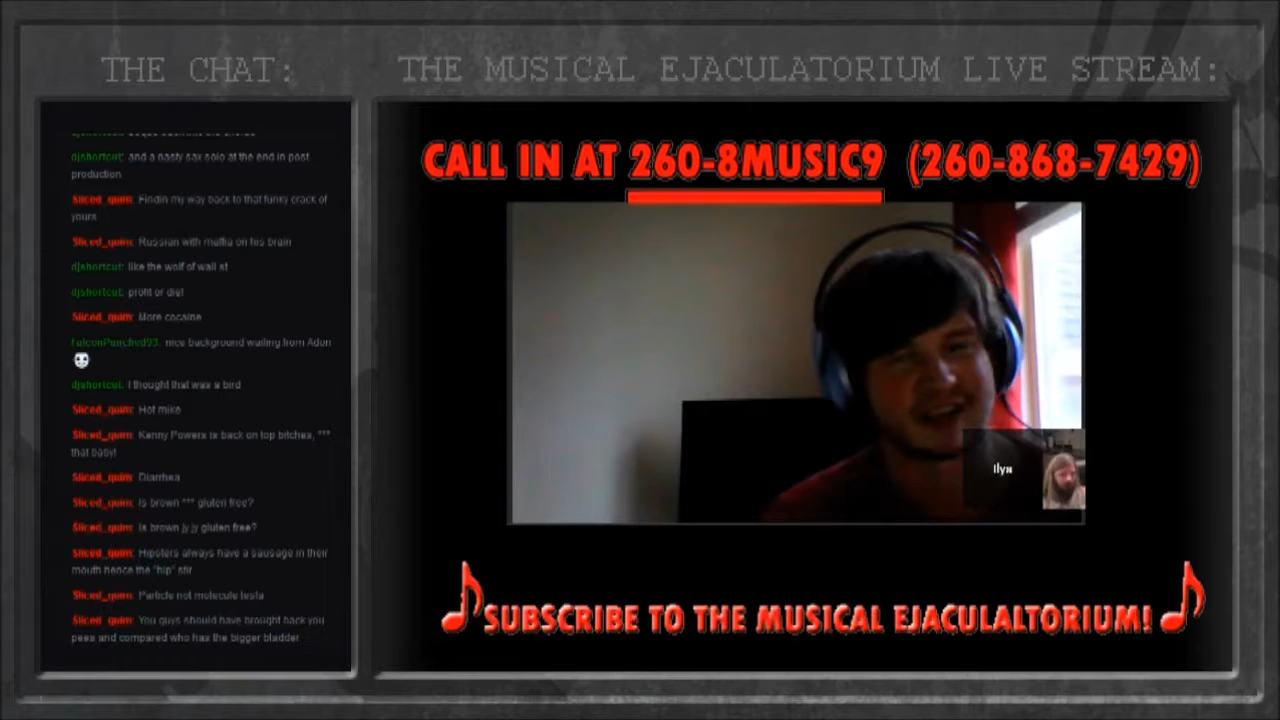 THE CHAT:
THE MUSICAL EJACULATORIUM LIVE STREAM:
djshortcut: and a nasty sax solo at the end in post
production
Sliced_quim: Findin my way back to that funky crack of
yours
Sliced_quim: Russian with maffia on his brain
djshortcut: like the wolf of wall st
djshortcut: profit or die!
Sliced_quim: More cocaine
FalconPunched93: nice background wailing from Adon
djshortcut: I thought that was a bird
Sliced_quim: Hot mike
Sliced_quim: Kenny Powers is back on top bitches, ***
that baby!
Sliced_quim: Diarrhea
Sliced_quim: Is brown *** gluten free?
Sliced_quim: Is brown jy jy gluten free?
Sliced_quim: Hipsters always have a sausage in their
mouth hence the "hip" stir
Sliced_quim: Particle not molecule testa
Sliced_quim: You guys should have brought back you
pees and compared who has the bigger bladder
CALL IN AT 260-8MUSIC9 (260-868-7429)
Ilya
SUBSCRIBE TO THE MUSICAL EJACULALTORIUM!